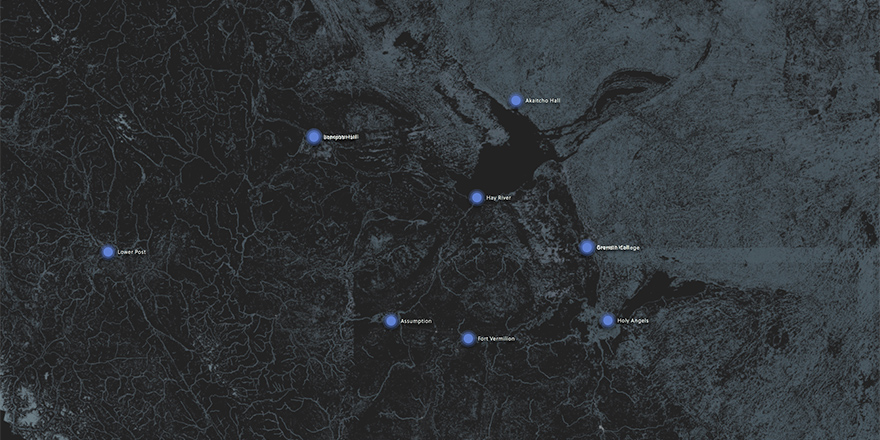 Akaitcho Hall
Hay River
Lower Post
Assumption
Holy Angels
Fort Vermilion